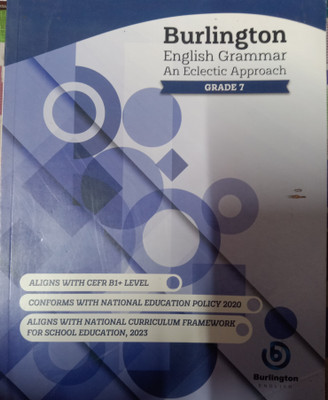 Burlington
English Grammar
An Eclectic Approach
GRADE 7
ALIGNS WITH CEFR B1+ LEVEL
CONFORMS WITH NATIONAL EDUCATION POLICY 2020
ALIGNS WITH NATIONAL CURRICULUM FRAMEWORK
FOR SCHOOL EDUCATION, 2023
Burlington
ENGLISH